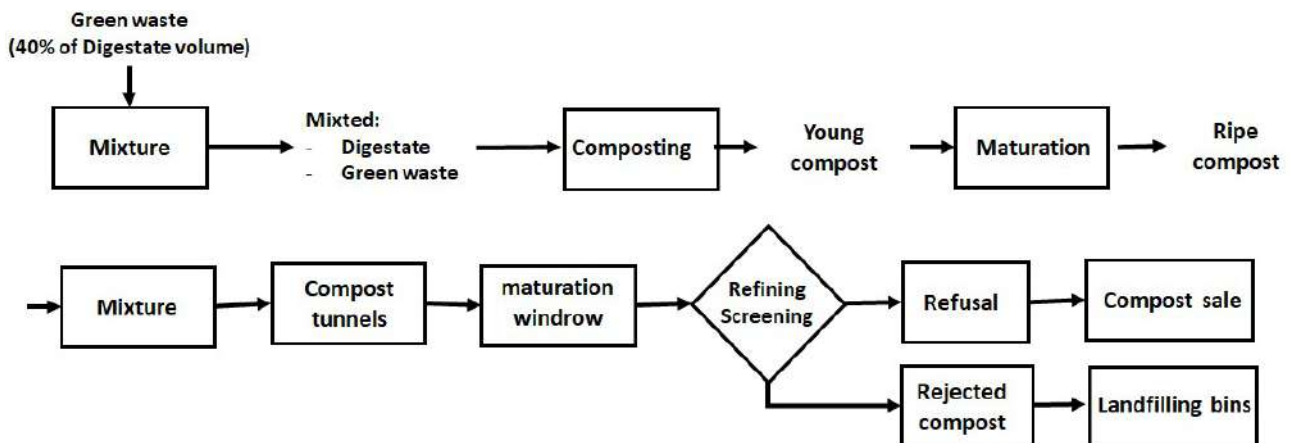 Green waste
(40% of Digestate volume)
Mixture
Mixted:
- Digestate
- Green waste
Composting
Young
compost
Maturation
Ripe
compost
Mixture
Compost
tunnels
maturation
windrow
Refining
Screening
Refusal
Compost sale
Rejected
compost
Landfilling bins